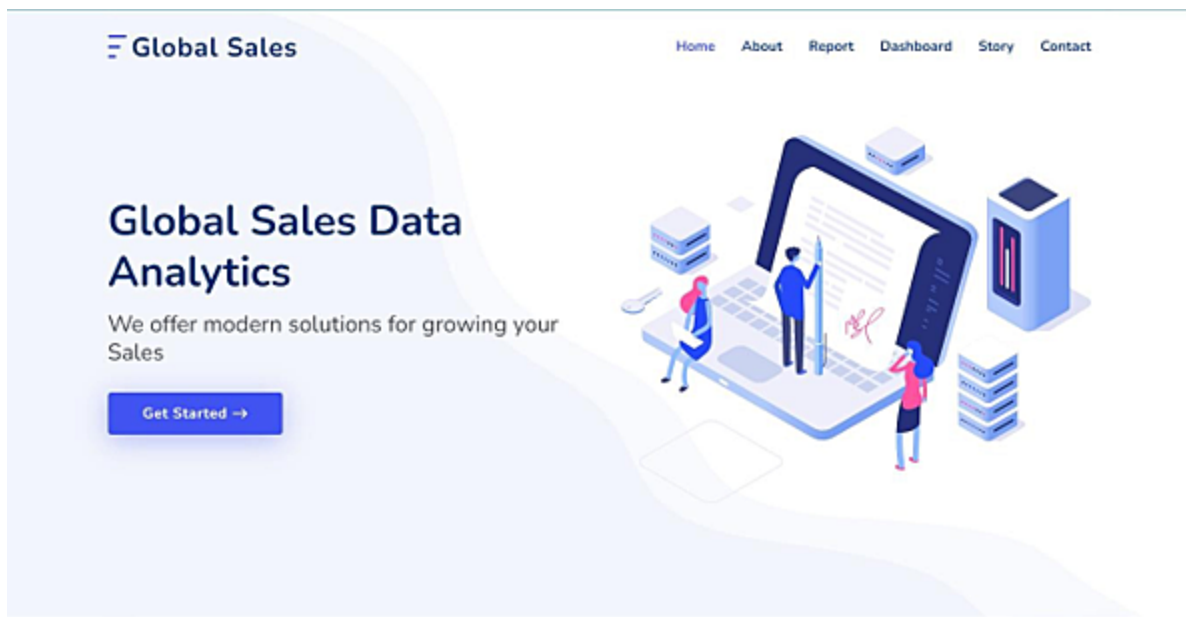 Global Sales
Home About Report Dashboard Story Contact
Global Sales Data
Analytics
We offer modern solutions for growing your
Sales
Get Started →